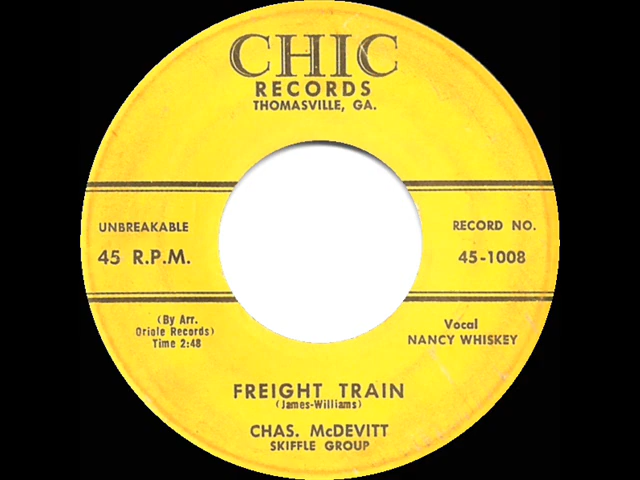 CHIC
RECORDS
THOMASVILLE, GA.
UNBREAKABLE
RECORD NO.
45 R.P.M.
45-1008
(By Arr.
Oriole Records)
Time 2:48
Vocal
NANCY WHISKEY
FREIGHT TRAIN
(James-Williams)
CHAS. McDEVITT
SKIFFLE GROUP